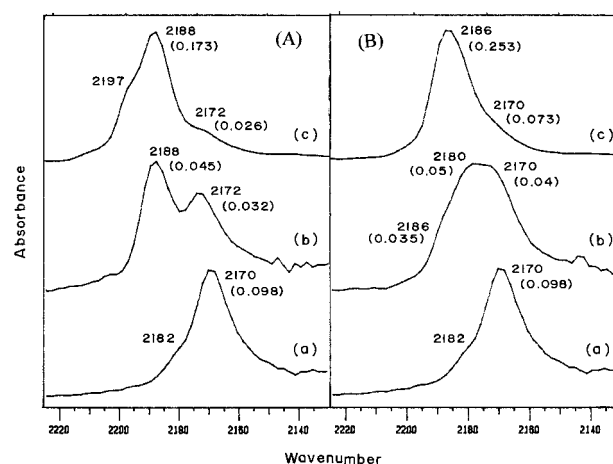 Absorbance
(A)
2188
(0.173)
2197
2172
(0.026)
(c)
2188
(0.045)
2172
(0.032)
(b)
2170
(0.098)
2182
(a)
2220 2200 2180 2160 2140
(B)
2186
(0.253)
2170
(0.073)
(c)
2180
(0.05)
2170
(0.04)
2186
(0.035)
(b)
2170
(0.098)
2182
(a)
2220 2200 2180 2160 2140
Wavenumber